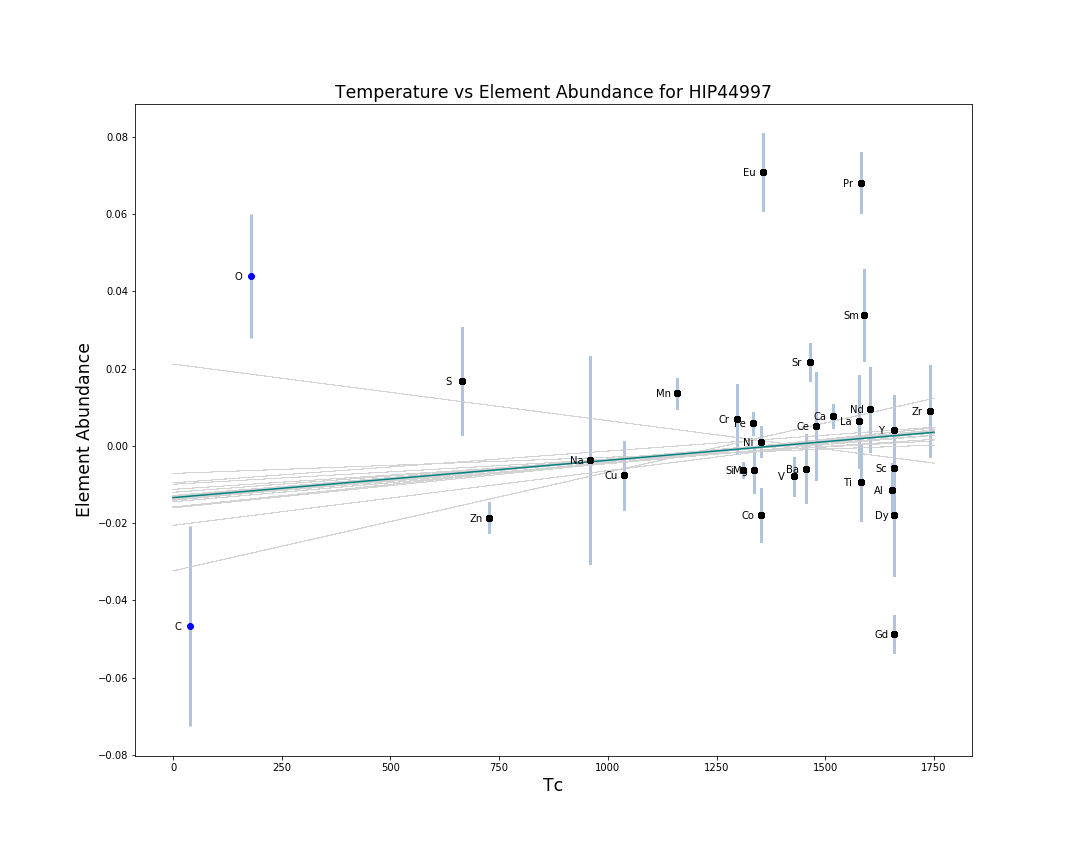 Temperature vs Element Abundance for HIP44997
Element Abundance
0.08
0.06
0.04
0.02
0.00
−0.02
−0.04
−0.06
−0.08
Eu
Pr
O
Sm
Sr
S
Mn
Nd
Zr
Ca
Cr
Fe
La
Ce
Y
Ni
Na
Sc
Ba
SiMg
Cu
V
Ti
Al
Co
Dy
Zn
C
Gd
0
250
500
750
1000
1250
1500
1750
Tc